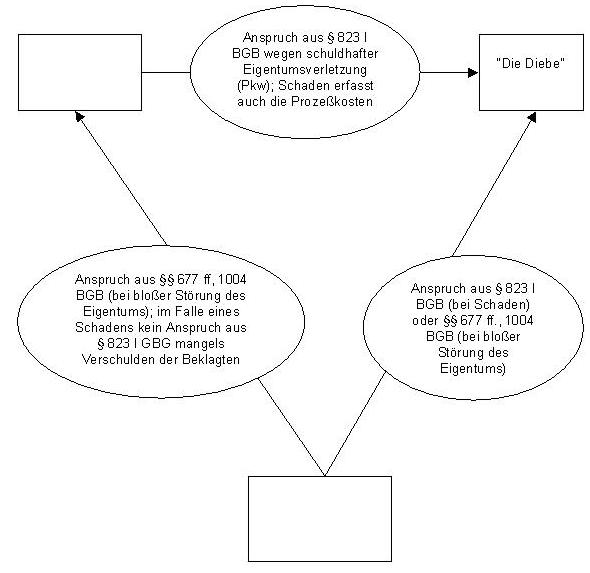 Anspruch aus § 823 I
BGB wegen schuldhafter
Eigentumsverletzung
(Pkw); Schaden erfasst
auch die Prozeßkosten
"Die Diebe"
Anspruch aus §§ 677 ff, 1004
BGB (bei bloßer Störung des
Eigentums); im Falle eines
Schadens kein Anspruch aus
§ 823 I GBG mangels
Verschulden der Beklagten
Anspruch aus § 823 I
BGB (bei Schaden)
oder §§ 677 ff., 1004
BGB (bei bloßer
Störung des
Eigentums)